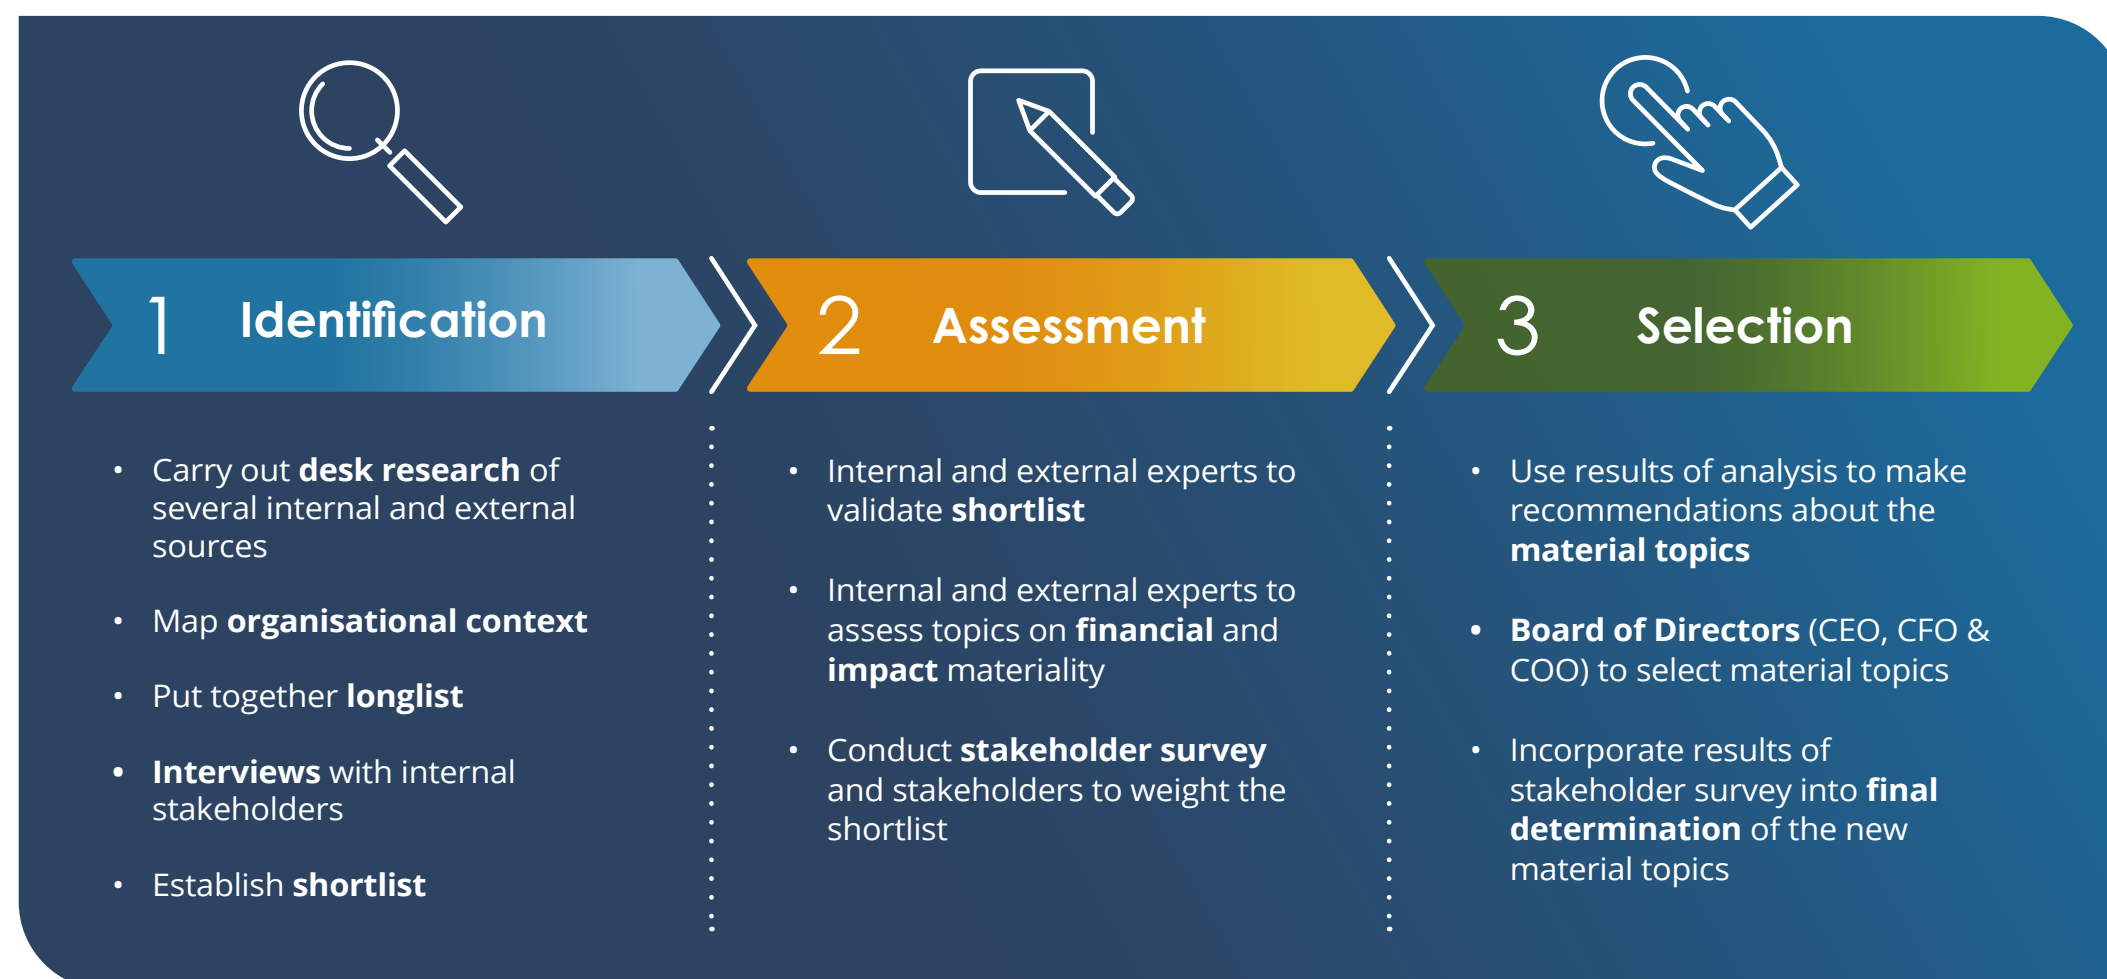 1 Identification
• Carry out desk research of
several internal and external
sources
• Map organisational context
• Put together longlist
• Interviews with internal
stakeholders
• Establish shortlist
2 Assessment
• Internal and external experts to
validate shortlist
• Internal and external experts to
assess topics on financial and
impact materiality
• Conduct stakeholder survey
and stakeholders to weight the
shortlist
3 Selection
• Use results of analysis to make
recommendations about the
material topics
• Board of Directors (CEO, CFO &
COO) to select material topics
• Incorporate results of
stakeholder survey into final
determination of the new
material topics